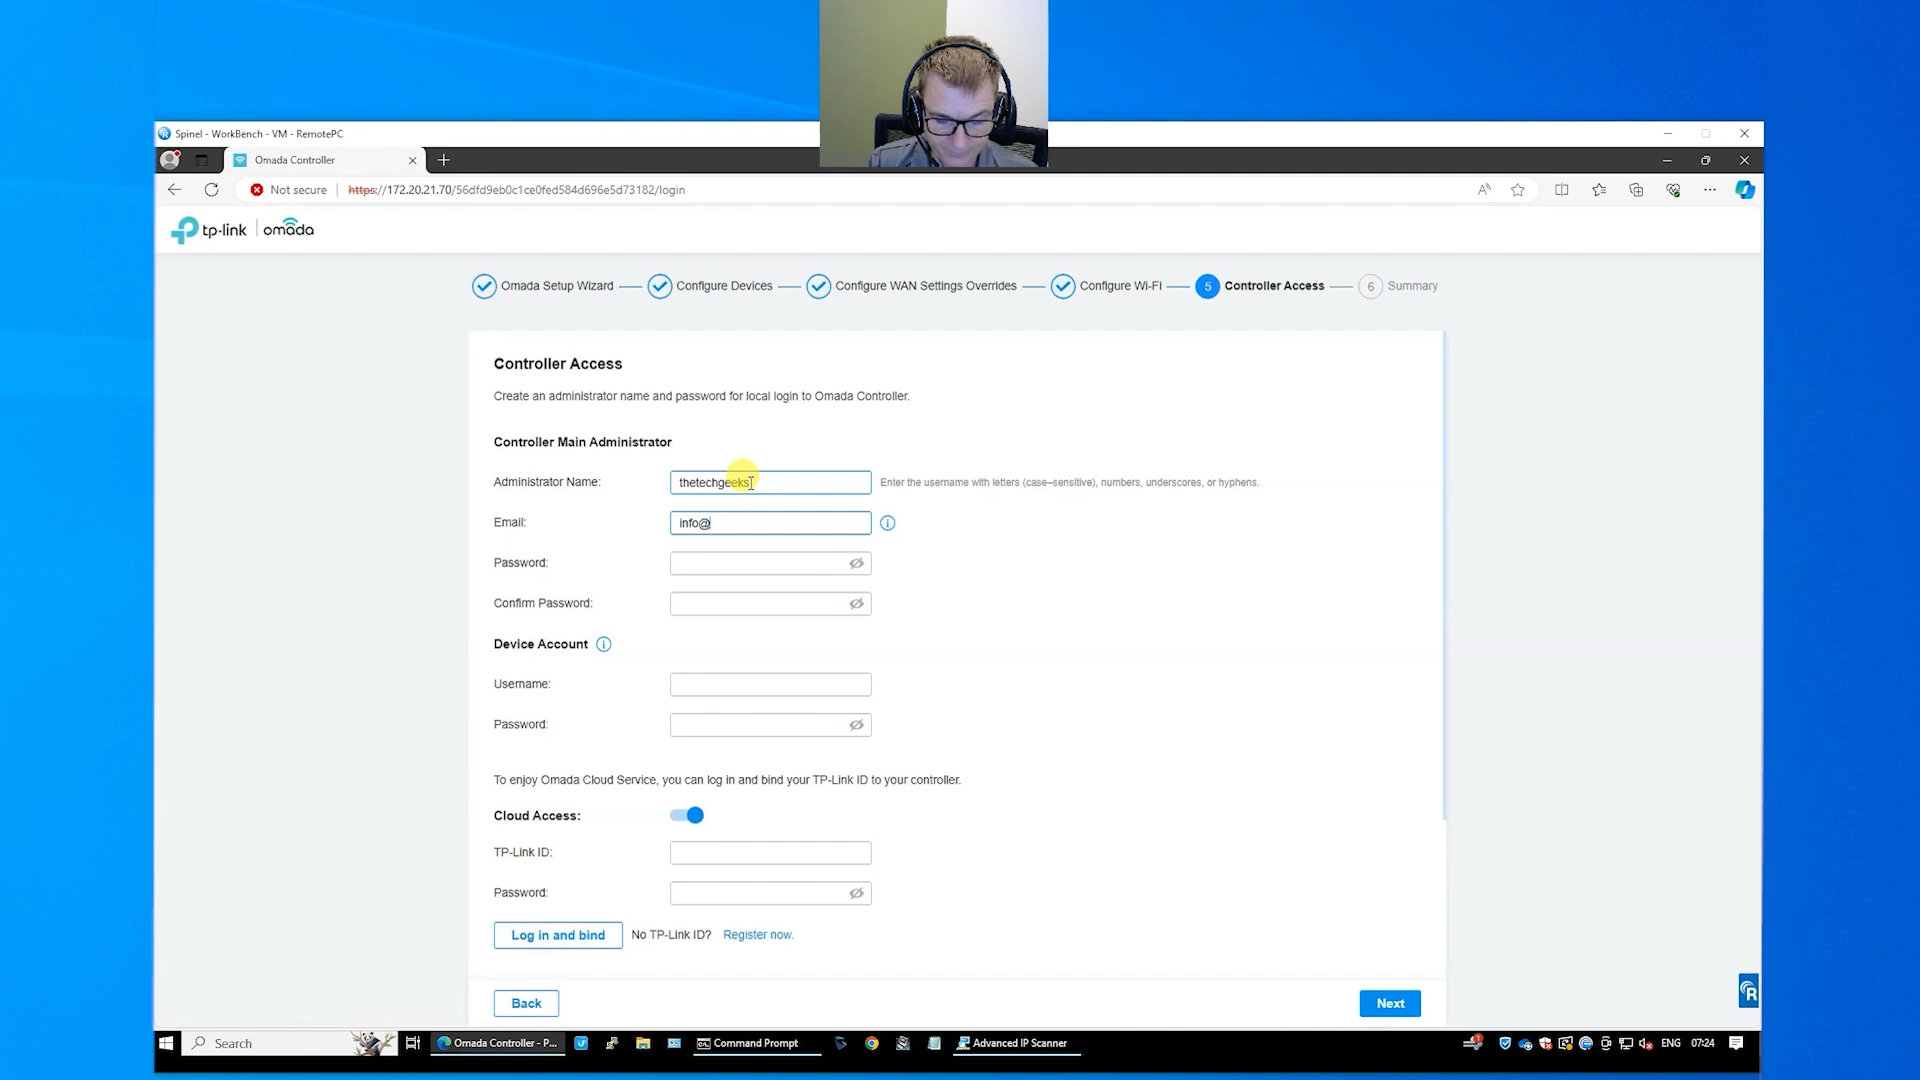 Spinel - WorkBench - VM - RemotePC
Omada Controller
Not secure https://172.20.21.70/56dfd9eb0c1ce0fed584d696e5d73182/login
tp-link omada
Omada Setup Wizard Configure Devices Configure WAN Settings Overrides Configure Wi-Fi 5 Controller Access 6 Summary
Controller Access
Create an administrator name and password for local login to Omada Controller.
Controller Main Administrator
Administrator Name: thetechgeeks Enter the username with letters (case–sensitive), numbers, underscores, or hyphens.
Email: info@
Password:
Confirm Password:
Device Account
Username:
Password:
To enjoy Omada Cloud Service, you can log in and bind your TP-Link ID to your controller.
Cloud Access:
TP-Link ID:
Password:
Log in and bind No TP-Link ID? Register now.
Back Next
Search Omada Controller - P... Command Prompt Advanced IP Scanner ENG 07:24